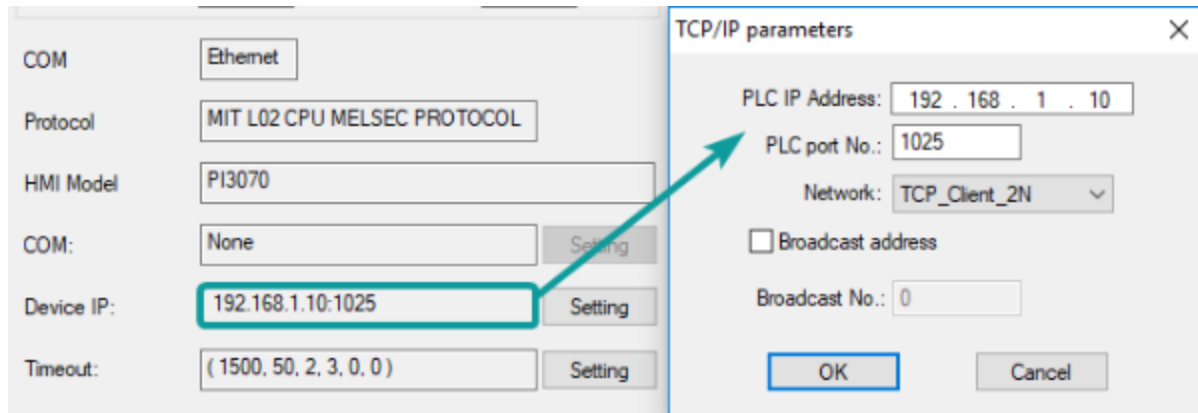 COM
Ethernet
Protocol
MIT L02 CPU MELSEC PROTOCOL
HMI Model
PI3070
COM:
None
Setting
Device IP:
192.168.1.10:1025
Setting
Timeout:
( 1500, 50, 2, 3, 0, 0 )
Setting
TCP/IP parameters
PLC IP Address:
192 . 168 . 1 . 10
PLC port No.:
1025
Network:
TCP_Client_2N
Broadcast address
Broadcast No.:
0
OK
Cancel